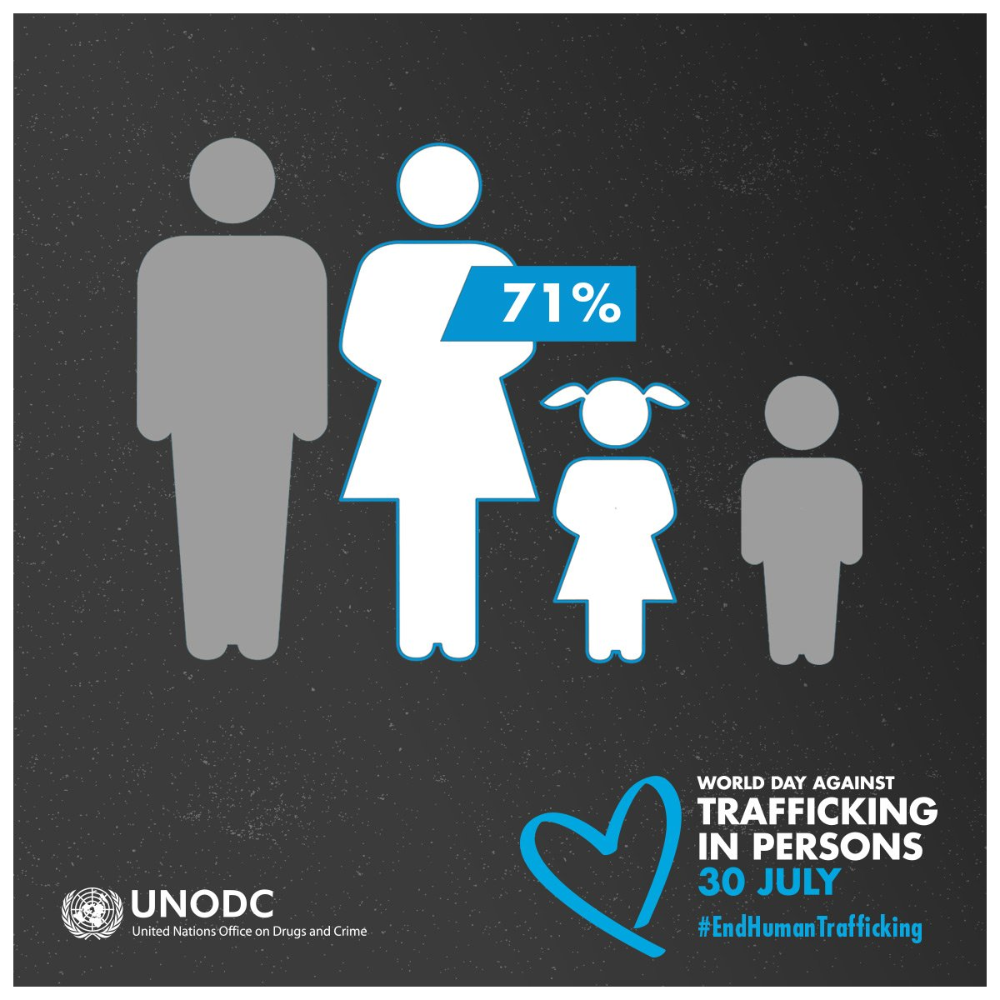 71%
WORLD DAY AGAINST
TRAFFICKING
IN PERSONS
30 JULY
#EndHumanTrafficking
UNODC
United Nations Office on Drugs and Crime